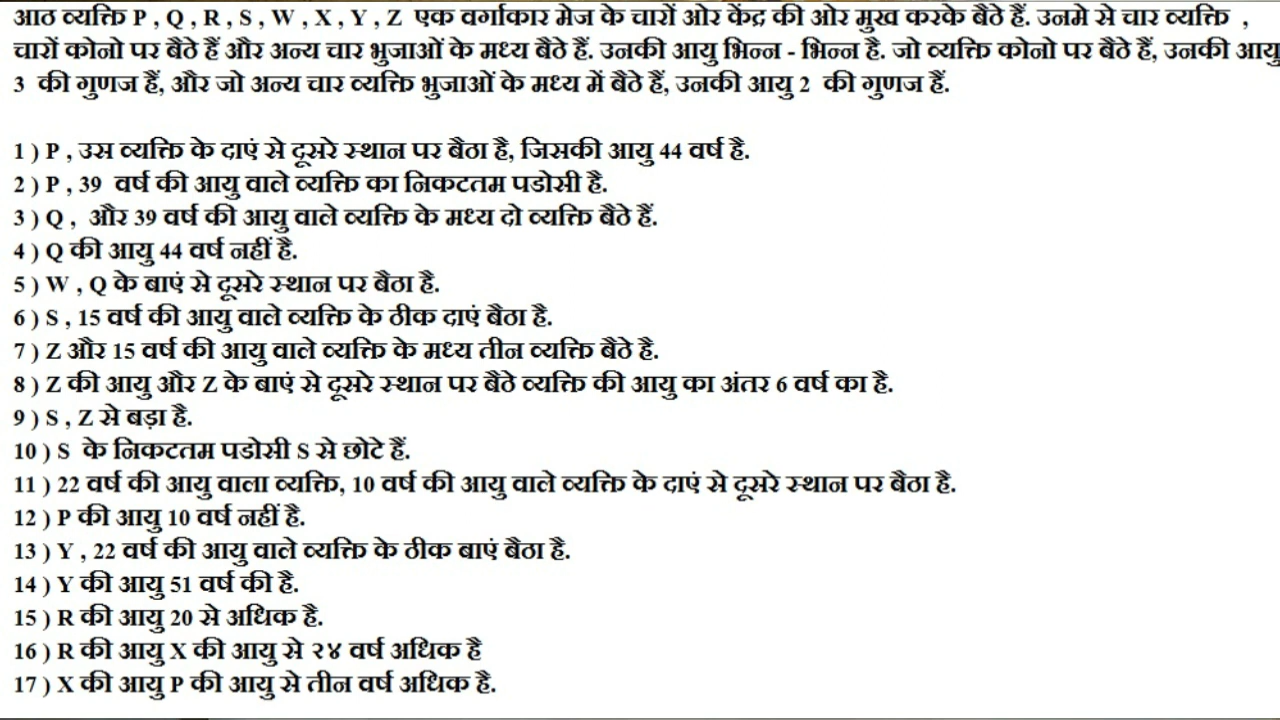 आठ व्यक्ति P , Q , R , S , W , X , Y , Z एक वर्गाकार मेज के चारों ओर केंद्र की ओर मुख करके बैठे हैं. उनमे से चार व्यक्ति ,
चारों कोनो पर बैठे हैं और अन्य चार भुजाओं के मध्य बैठे हैं. उनकी आयु भिन्न - भिन्न है. जो व्यक्ति कोनो पर बैठे हैं, उनकी आयु
3 की गुणज हैं, और जो अन्य चार व्यक्ति भुजाओं के मध्य में बैठे हैं, उनकी आयु 2 की गुणज हैं.
1 ) P , उस व्यक्ति के दाएं से दूसरे स्थान पर बैठा है, जिसकी आयु 44 वर्ष है.
2 ) P , 39 वर्ष की आयु वाले व्यक्ति का निकटतम पडोसी है.
3 ) Q , और 39 वर्ष की आयु वाले व्यक्ति के मध्य दो व्यक्ति बैठे हैं.
4 ) Q की आयु 44 वर्ष नहीं है.
5 ) W , Q के बाएं से दूसरे स्थान पर बैठा है.
6 ) S , 15 वर्ष की आयु वाले व्यक्ति के ठीक दाएं बैठा है.
7 ) Z और 15 वर्ष की आयु वाले व्यक्ति के मध्य तीन व्यक्ति बैठे है.
8 ) Z की आयु और Z के बाएं से दूसरे स्थान पर बैठे व्यक्ति की आयु का अंतर 6 वर्ष का है.
9 ) S , Z से बड़ा है.
10 ) S के निकटतम पडोसी S से छोटे हैं.
11 ) 22 वर्ष की आयु वाला व्यक्ति, 10 वर्ष की आयु वाले व्यक्ति के दाएं से दूसरे स्थान पर बैठा है.
12 ) P की आयु 10 वर्ष नहीं है.
13 ) Y , 22 वर्ष की आयु वाले व्यक्ति के ठीक बाएं बैठा है.
14 ) Y की आयु 51 वर्ष की है.
15 ) R की आयु 20 से अधिक है.
16 ) R की आयु X की आयु से २४ वर्ष अधिक है
17 ) X की आयु P की आयु से तीन वर्ष अधिक है.